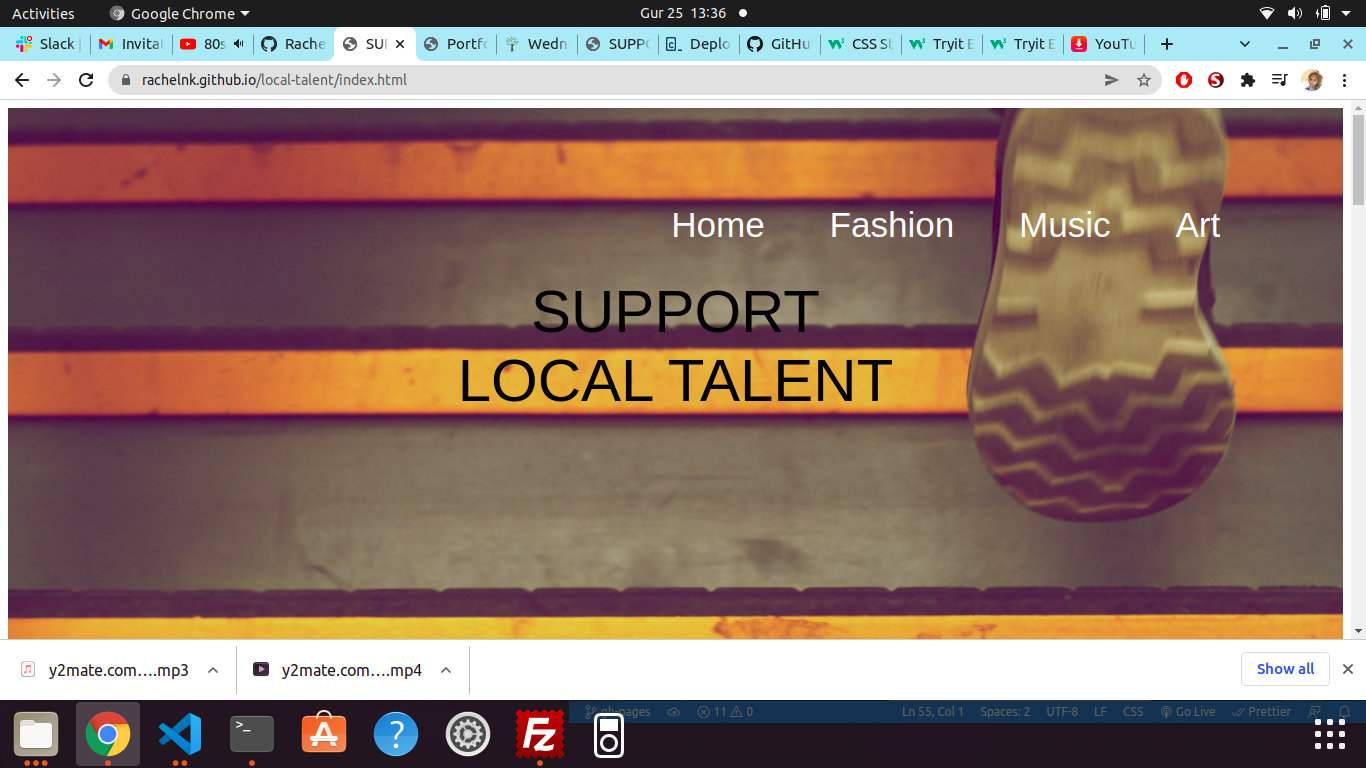 Activities Google Chrome Gur 25 13:36
Slack | Invitat 80s Rache SUP Portfo Wedn SUPPO Deplo GitHu CSS St Tryit E Tryit E YouTu
rachelnk.github.io/local-talent/index.html
Home Fashion Music Art
SUPPORT
LOCAL TALENT
y2mate.com….mp3 y2mate.com….mp4 Show all
gh-pages 11 0 Ln 55, Col 1 Spaces: 2 UTF-8 LF CSS Go Live Prettier